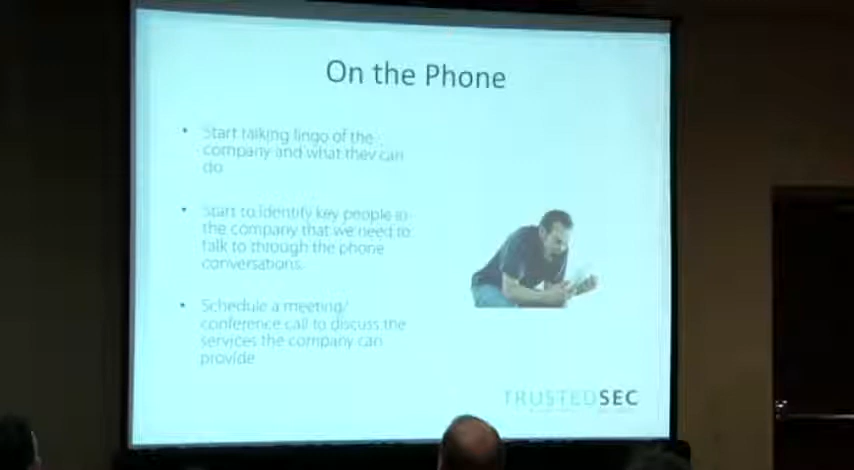 On the Phone
• Start talking lingo of the
company and what they can
do
• Start to identify key people in
the company that we need to
talk to through the phone
conversations.
• Schedule a meeting/
conference call to discuss the
services the company can
provide
TRUSTEDSEC